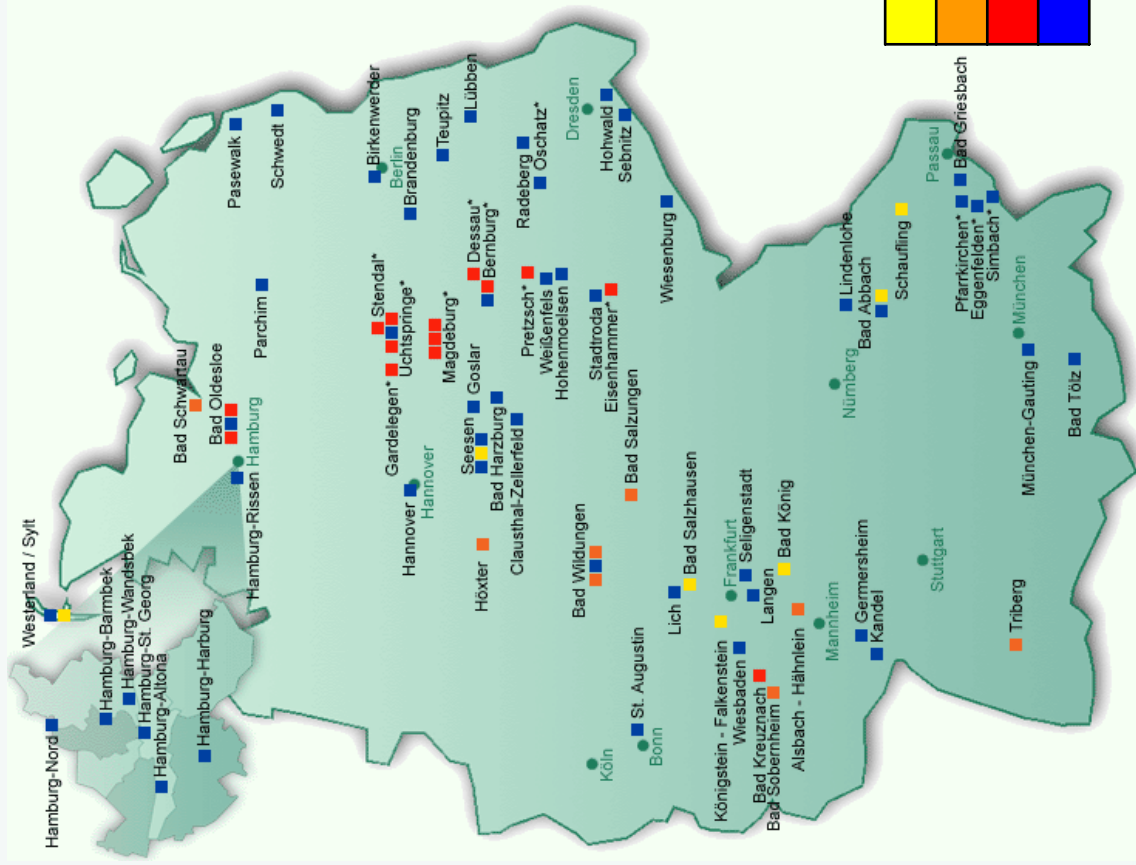 Westerland / Sylt
Hamburg-Nord
Hamburg-Barmbek
Hamburg-Wandsbek
Hamburg-St. Georg
Hamburg-Altona
Hamburg-Harburg
Hamburg-Rissen
Hamburg
Bad Schwartau
Bad Oldesloe
Parchim
Pasewalk
Schwedt
Birkenwerder
Berlin
Brandenburg
Teupitz
Lübben
Stendal*
Gardelegen*
Uchtspringe*
Magdeburg*
Hannover
Hannover
Goslar
Seesen
Bad Harzburg
Clausthal-Zellerfeld
Höxter
Dessau*
Bernburg*
Pretzsch*
Weißenfels
Hohenmoelsen
Radeberg
Oschatz*
Dresden
Hohwald
Sebnitz
Stadtroda
Eisenhammer*
Bad Salzungen
Bad Wildungen
Wiesenburg
Köln
Bonn
St. Augustin
Lich
Bad Salzhausen
Königstein - Falkenstein
Frankfurt
Wiesbaden
Seligenstadt
Langen
Bad Kreuznach
Bad Sobernheim
Bad König
Alsbach - Hähnlein
Mannheim
Germersheim
Kandel
Nürnberg
Lindenlohe
Bad Abbach
Schaufling
Passau
Bad Griesbach
Pfarrkirchen*
Eggenfelden*
Simbach*
Stuttgart
Triberg
München
München-Gauting
Bad Tölz